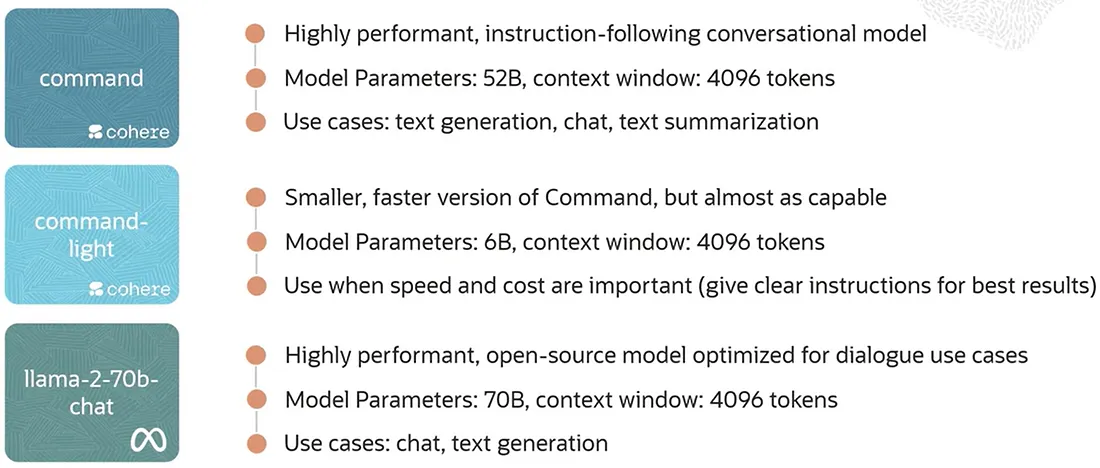 command
cohere
Highly performant, instruction-following conversational model
Model Parameters: 52B, context window: 4096 tokens
Use cases: text generation, chat, text summarization
command-
light
cohere
Smaller, faster version of Command, but almost as capable
Model Parameters: 6B, context window: 4096 tokens
Use when speed and cost are important (give clear instructions for best results)
llama-2-70b-
chat
Highly performant, open-source model optimized for dialogue use cases
Model Parameters: 70B, context window: 4096 tokens
Use cases: chat, text generation